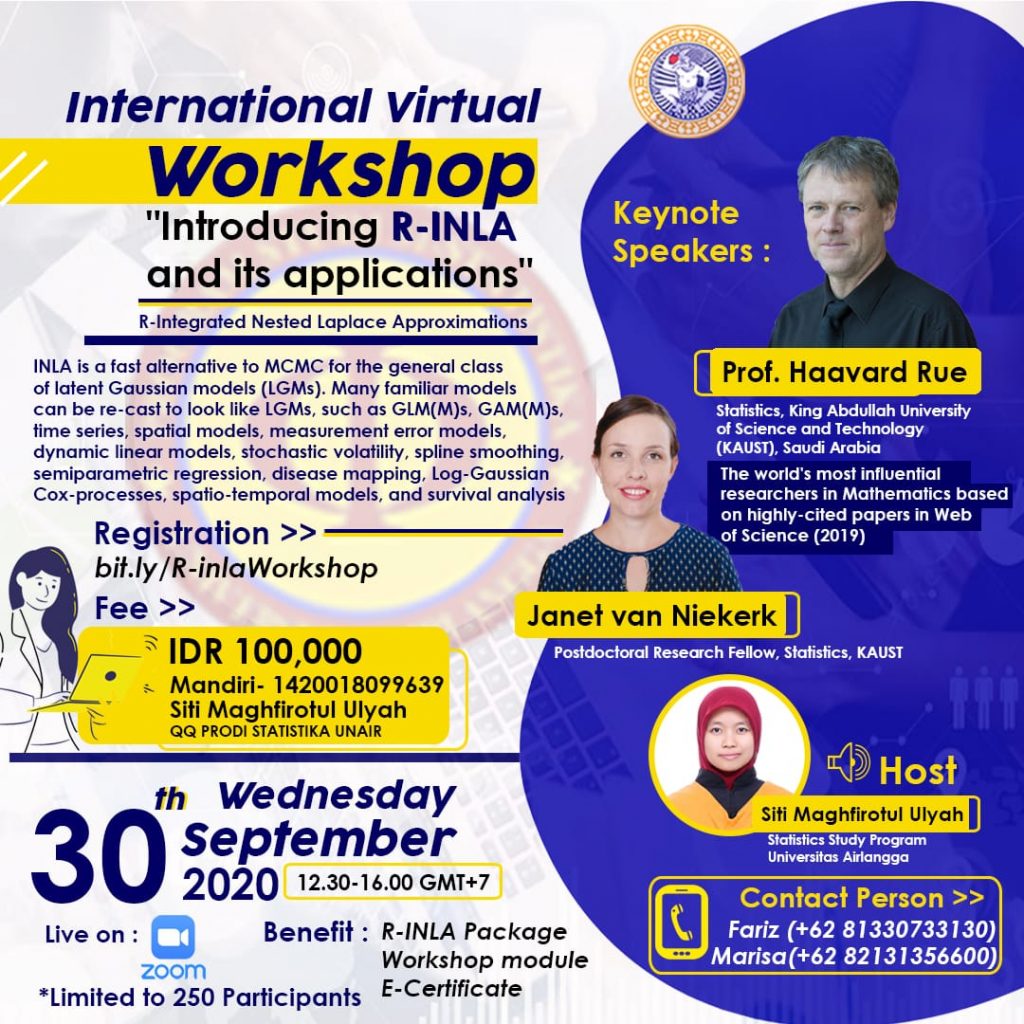 International Virtual
Workshop
"Introducing R-INLA
and its applications"
R-Integrated Nested Laplace Approximations
INLA is a fast alternative to MCMC for the general class
of latent Gaussian models (LGMs). Many familiar models
can be re-cast to look like LGMs, such as GLM(M)s, GAM(M)s,
time series, spatial models, measurement error models,
dynamic linear models, stochastic volatility, spline smoothing,
semiparametric regression, disease mapping, Log-Gaussian
Cox-processes, spatio-temporal models, and survival analysis
Registration >>
bit.ly/R-inlaWorkshop
Fee >>
IDR 100,000
Mandiri- 1420018099639
Siti Maghfirotul Ulyah
QQ PRODI STATISTIKA UNAIR
30th Wednesday
September
2020 12.30-16.00 GMT+7
Live on :
zoom
*Limited to 250 Participants
Benefit : R-INLA Package
Workshop module
E-Certificate
Keynote
Speakers :
Prof. Haavard Rue
Statistics, King Abdullah University
of Science and Technology
(KAUST), Saudi Arabia
The world's most influential
researchers in Mathematics based
on highly-cited papers in Web
of Science (2019)
Janet van Niekerk
Postdoctoral Research Fellow, Statistics, KAUST
Host
Siti Maghfirotul Ulyah
Statistics Study Program
Universitas Airlangga
Contact Person >>
Fariz (+62 81330733130)
Marisa(+62 82131356600)